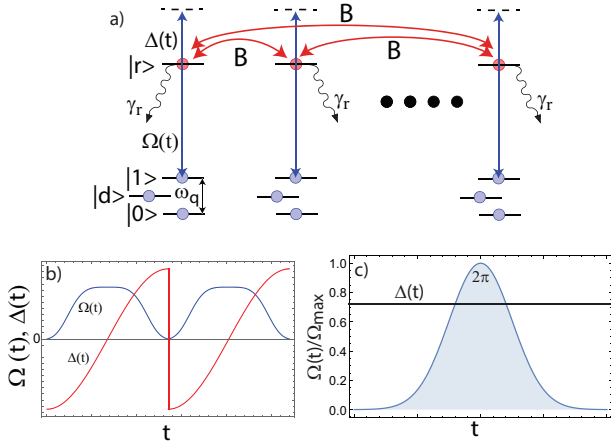 a)
B
Δ(t)
B
B
|r>
γr
γr
γr
Ω(t)
|1>
ωq
|d>
|0>
b)
Ω(t)
0
Δ(t)
Ω (t), Δ(t)
t
c)
2π
Δ(t)
1.0
0.8
0.6
0.4
0.2
0.0
Ω(t)/Ωmax
t